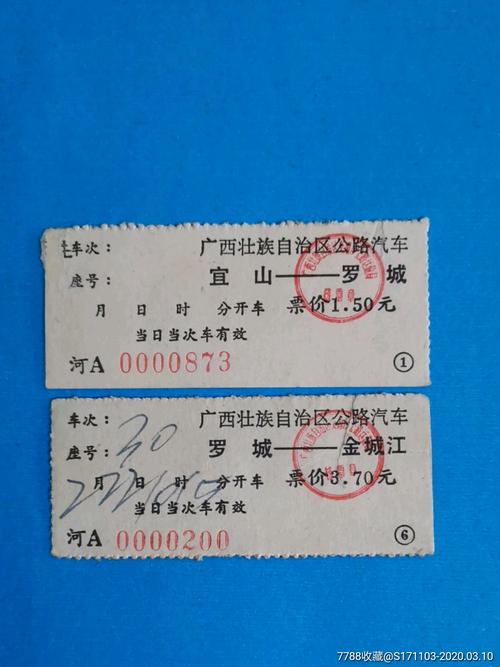 车次：
广西壮族自治区公路汽车
座号：
宜山——罗城
月 日 时 分开车
票价1.50元
当日当次车有效
河A 0000873
①
车次：
广西壮族自治区公路汽车
座号： 30
罗城——金城江
月 日 时 分开车
票价3.70元
当日当次车有效
河A 0000200
⑥
7788收藏@S171103-2020.03.10